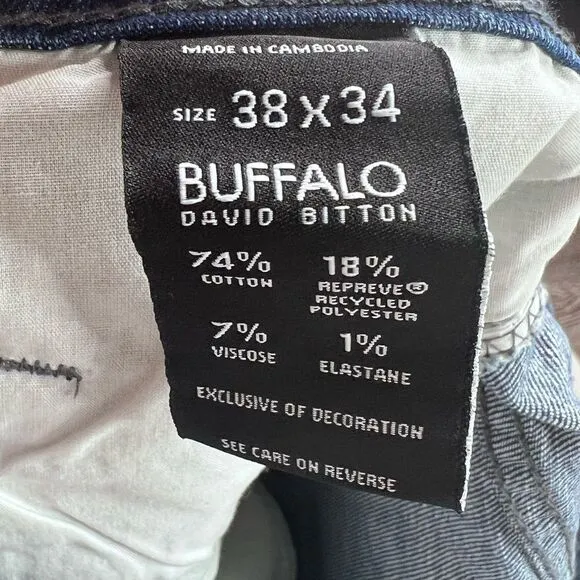 MADE IN CAMBODIA
SIZE 38 X 34
BUFFALO
DAVID BITTON
74% 18%
COTTON REPREVE®
RECYCLED
POLYESTER
7% 1%
VISCOSE ELASTANE
EXCLUSIVE OF DECORATION
SEE CARE ON REVERSE